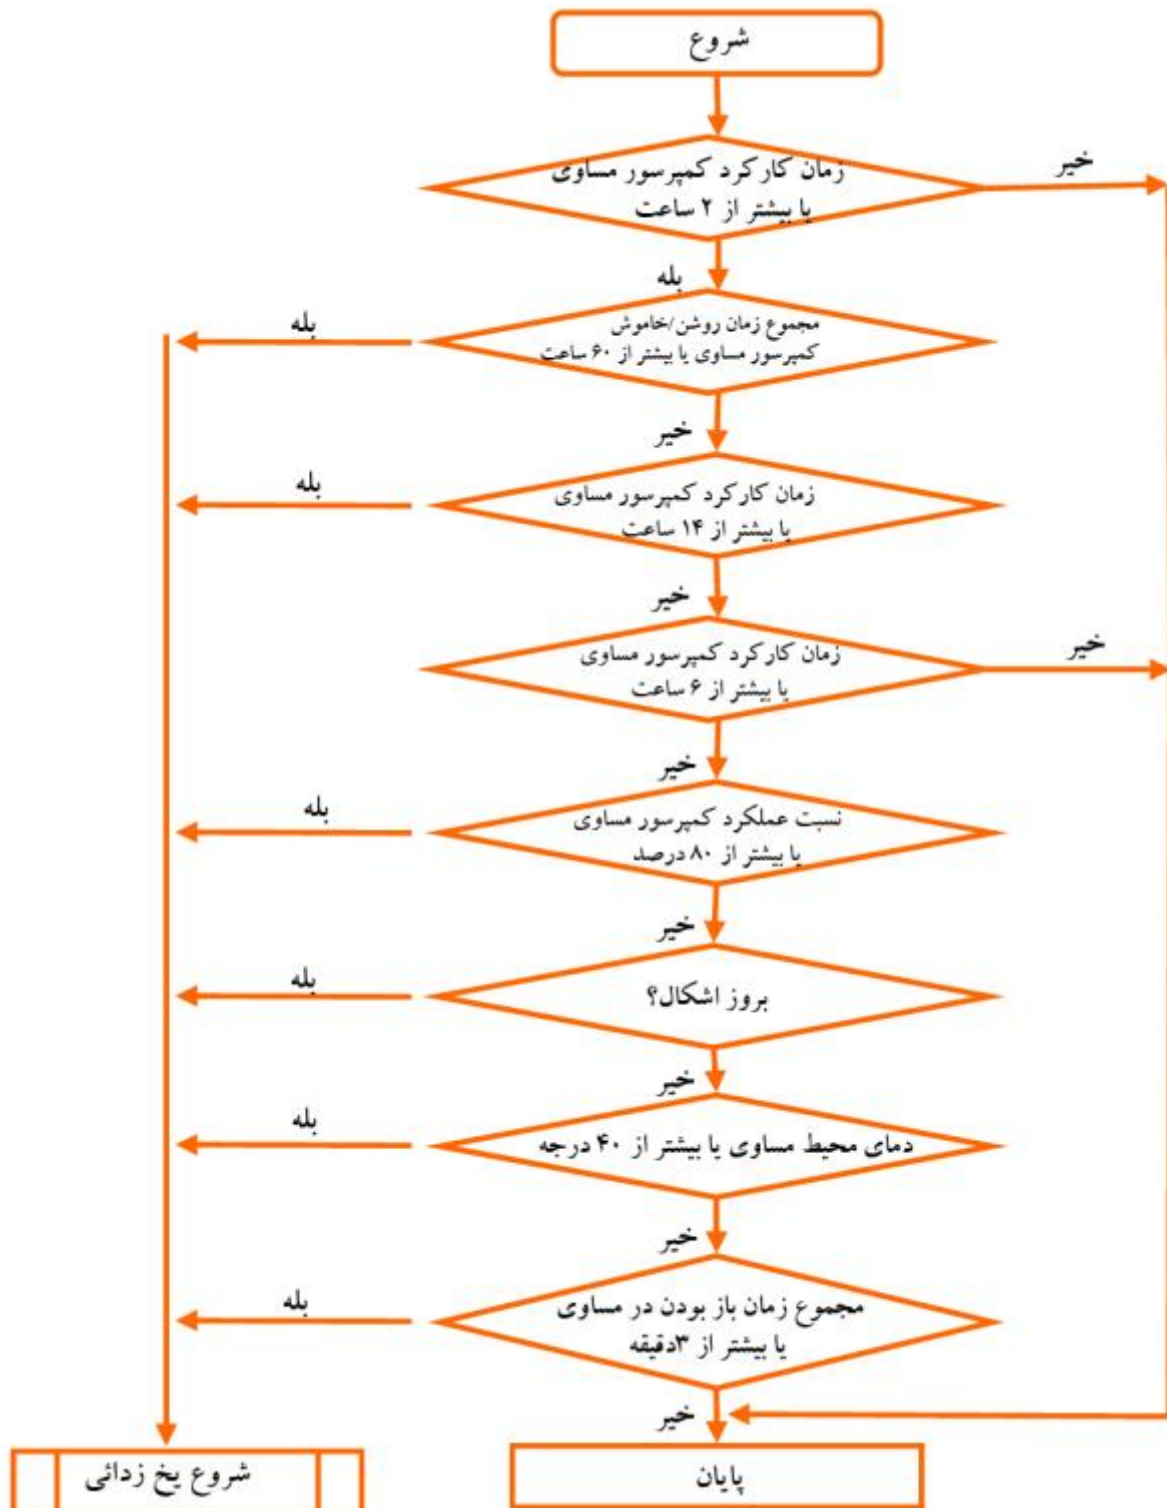 شروع
زمان کارکرد کمپرسور مساوی
یا بیشتر از ۲ ساعت
خیر
بله
مجموع زمان روشن/خاموش
کمپرسور مساوی یا بیشتر از ۶۰ ساعت
بله
خیر
زمان کارکرد کمپرسور مساوی
یا بیشتر از ۱۴ ساعت
بله
خیر
زمان کارکرد کمپرسور مساوی
یا بیشتر از ۶ ساعت
خیر
خیر
نسبت عملکرد کمپرسور مساوی
یا بیشتر از ۸۰ درصد
بله
خیر
بروز اشکال؟
بله
خیر
دمای محیط مساوی یا بیشتر از ۴۰ درجه
بله
خیر
مجموع زمان باز بودن در مساوی
یا بیشتر از ۳دقیقه
بله
خیر
پایان
شروع یخ زدائی